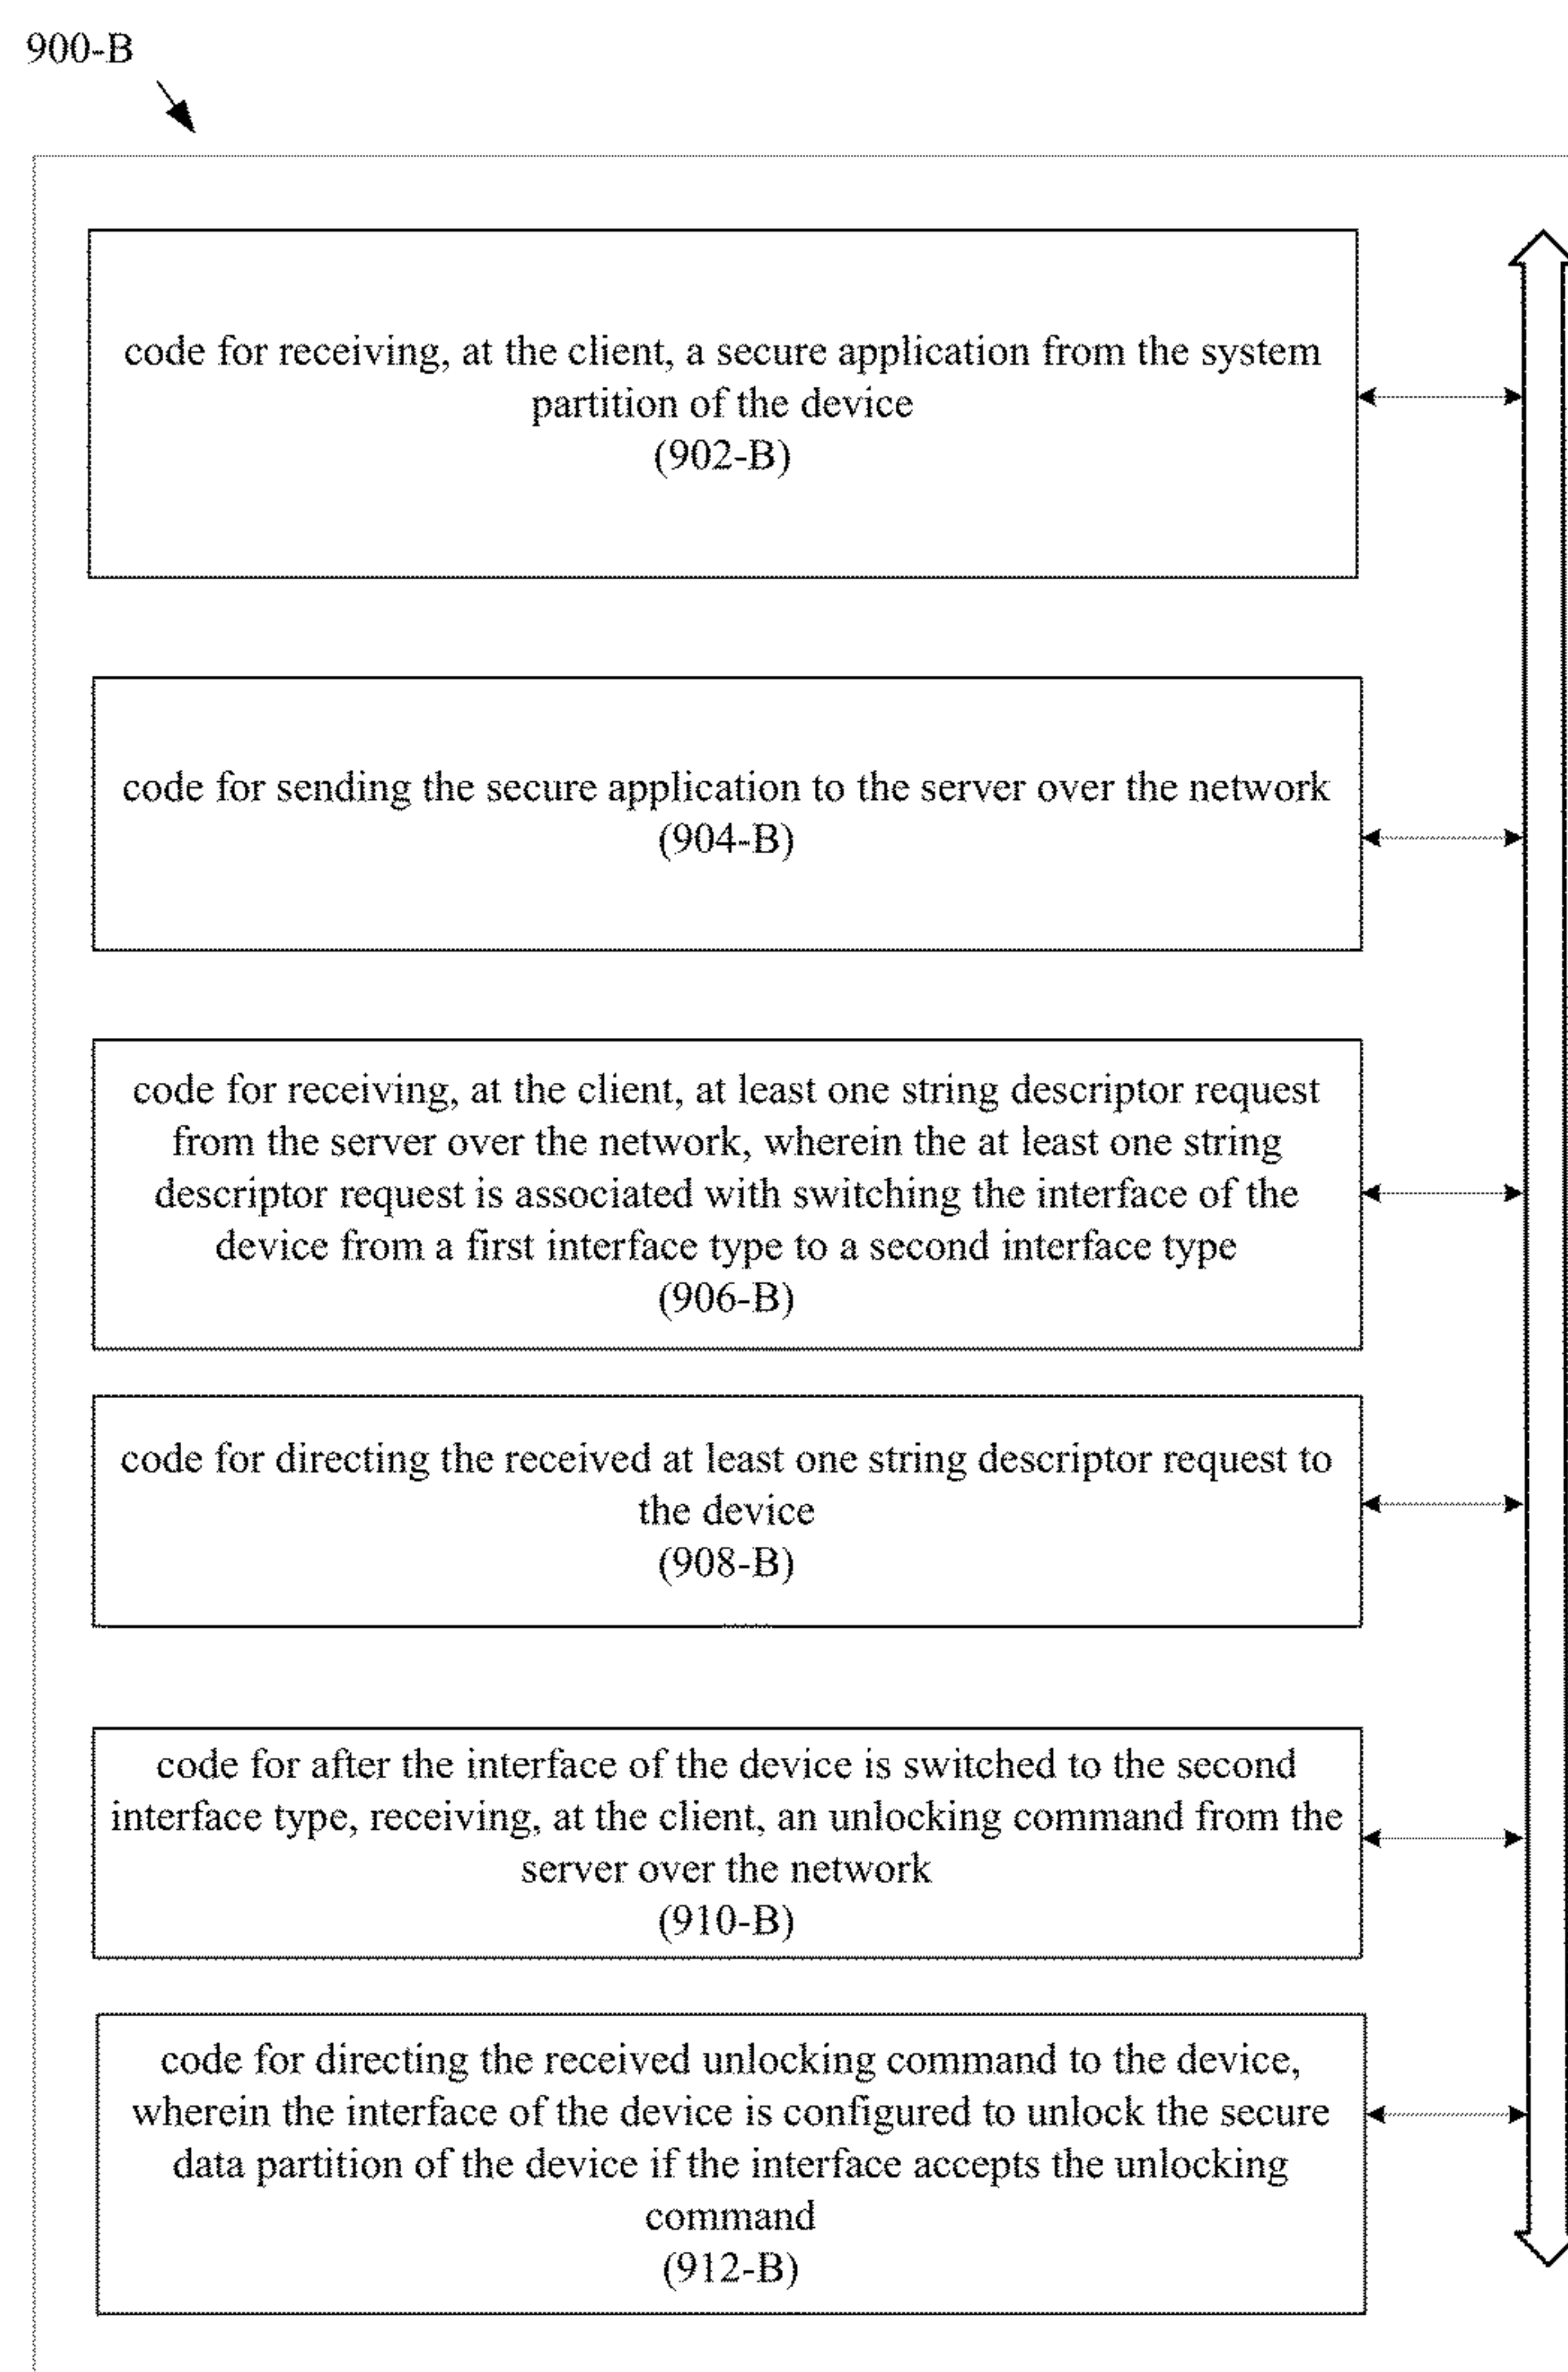 900-B
code for receiving, at the client, a secure application from the system
partition of the device
(902-B)
code for sending the secure application to the server over the network
(904-B)
code for receiving, at the client, at least one string descriptor request
from the server over the network, wherein the at least one string
descriptor request is associated with switching the interface of the
device from a first interface type to a second interface type
(906-B)
code for directing the received at least one string descriptor request to
the device
(908-B)
code for after the interface of the device is switched to the second
interface type, receiving, at the client, an unlocking command from the
server over the network
(910-B)
code for directing the received unlocking command to the device,
wherein the interface of the device is configured to unlock the secure
data partition of the device if the interface accepts the unlocking
command
(912-B)